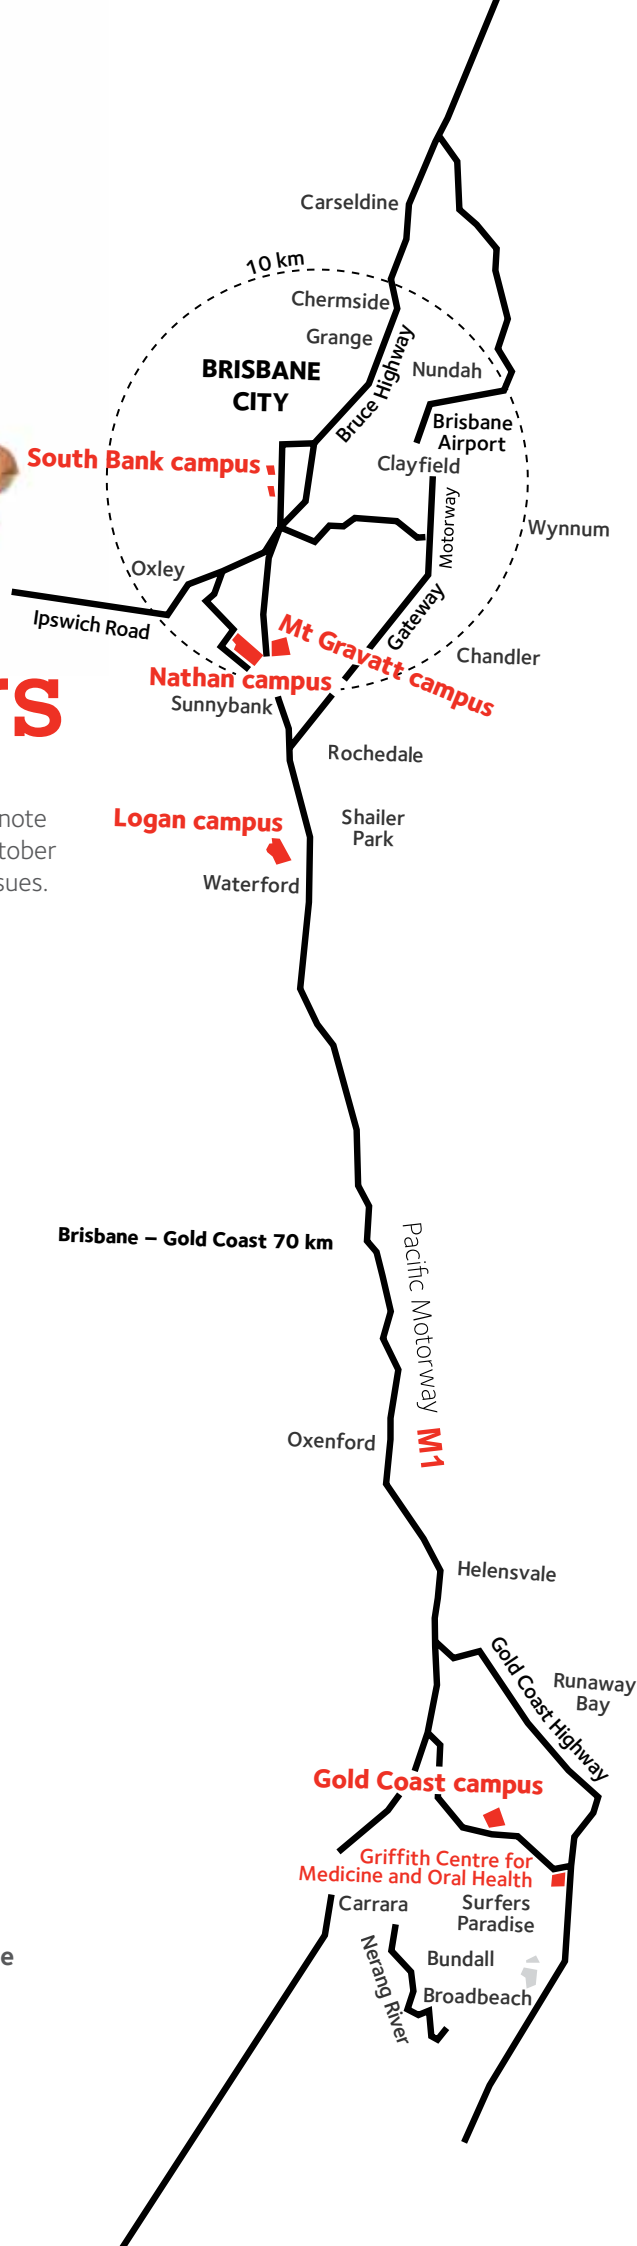 Carseldine
10 km
Chermside
Grange
Bruce Highway
Nundah
BRISBANE
CITY
Brisbane
Airport
South Bank campus
Clayfield
Motorway
Wynnum
Oxley
Gateway
Ipswich Road
Mt Gravatt campus
Chandler
Nathan campus
TS
Sunnybank
Rochedale
Logan campus
Shailer
Park
note
tober
sues.
Waterford
Brisbane – Gold Coast 70 km
Pacific Motorway M1
Oxenford
Helensvale
Gold Coast Highway
Runaway
Bay
Gold Coast campus
Griffith Centre for
Medicine and Oral Health
Carrara
Surfers
Paradise
Nerang River
Bundall
e
Broadbeach